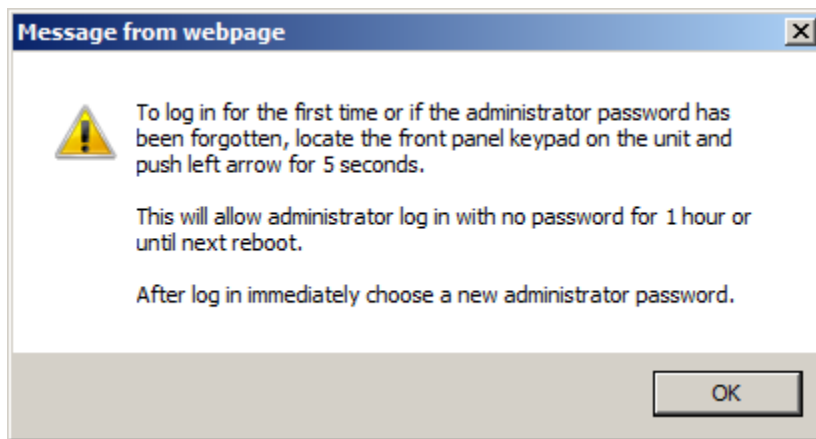 Message from webpage
To log in for the first time or if the administrator password has
been forgotten, locate the front panel keypad on the unit and
push left arrow for 5 seconds.
This will allow administrator log in with no password for 1 hour or
until next reboot.
After log in immediately choose a new administrator password.
OK